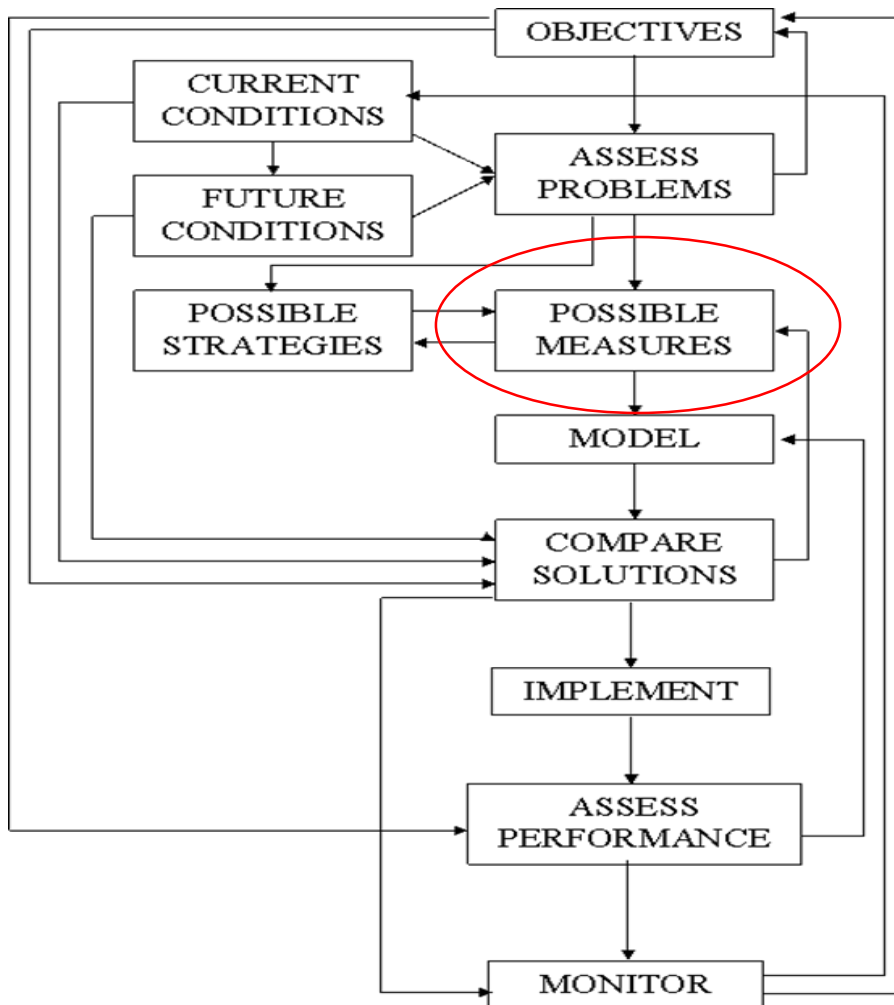 OBJECTIVES
CURRENT
CONDITIONS
ASSESS
PROBLEMS
FUTURE
CONDITIONS
POSSIBLE
STRATEGIES
POSSIBLE
MEASURES
MODEL
COMPARE
SOLUTIONS
IMPLEMENT
ASSESS
PERFORMANCE
MONITOR